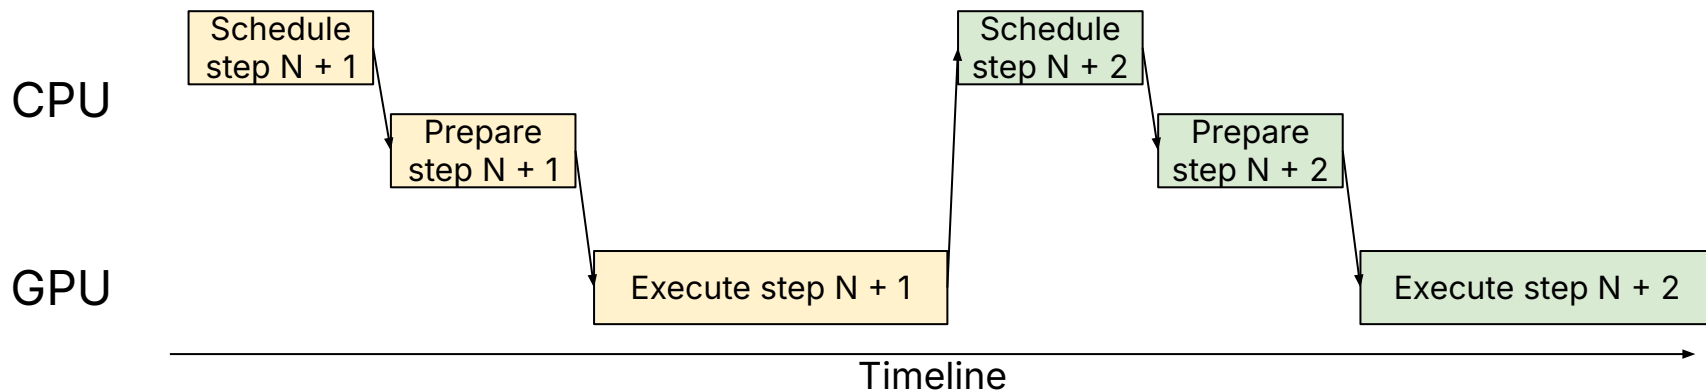 Schedule
step N + 1
Schedule
step N + 2
CPU
Prepare
step N + 1
Prepare
step N + 2
GPU
Execute step N + 1
Execute step N + 2
Timeline